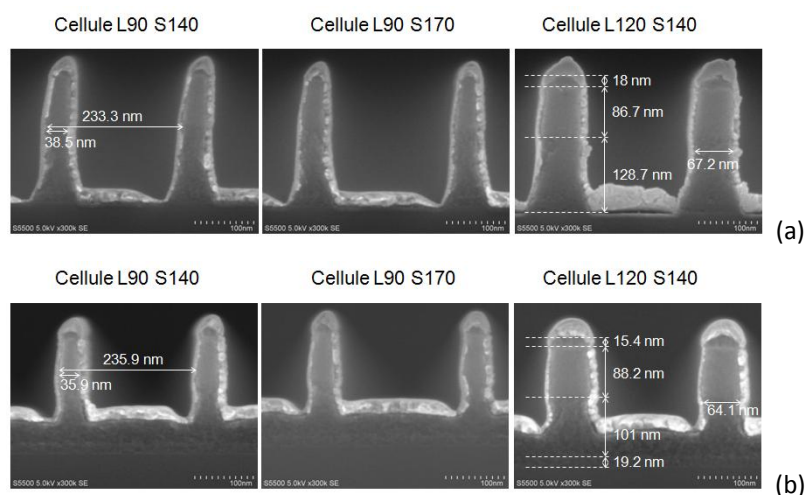 Cellule L90 S140
Cellule L90 S170
Cellule L120 S140
233.3 nm
38.5 nm
18 nm
86.7 nm
128.7 nm
67.2 nm
S5500 5.0kV x300k SE
100nm
S5500 5.0kV x300k SE
100nm
S5500 5.0kV x300k SE
100nm
(a)
Cellule L90 S140
Cellule L90 S170
Cellule L120 S140
235.9 nm
35.9 nm
15.4 nm
88.2 nm
64.1 nm
101 nm
19.2 nm
S5500 5.0kV x300k SE
100nm
S5500 5.0kV x300k SE
100nm
S5500 5.0kV x300k SE
100nm
(b)